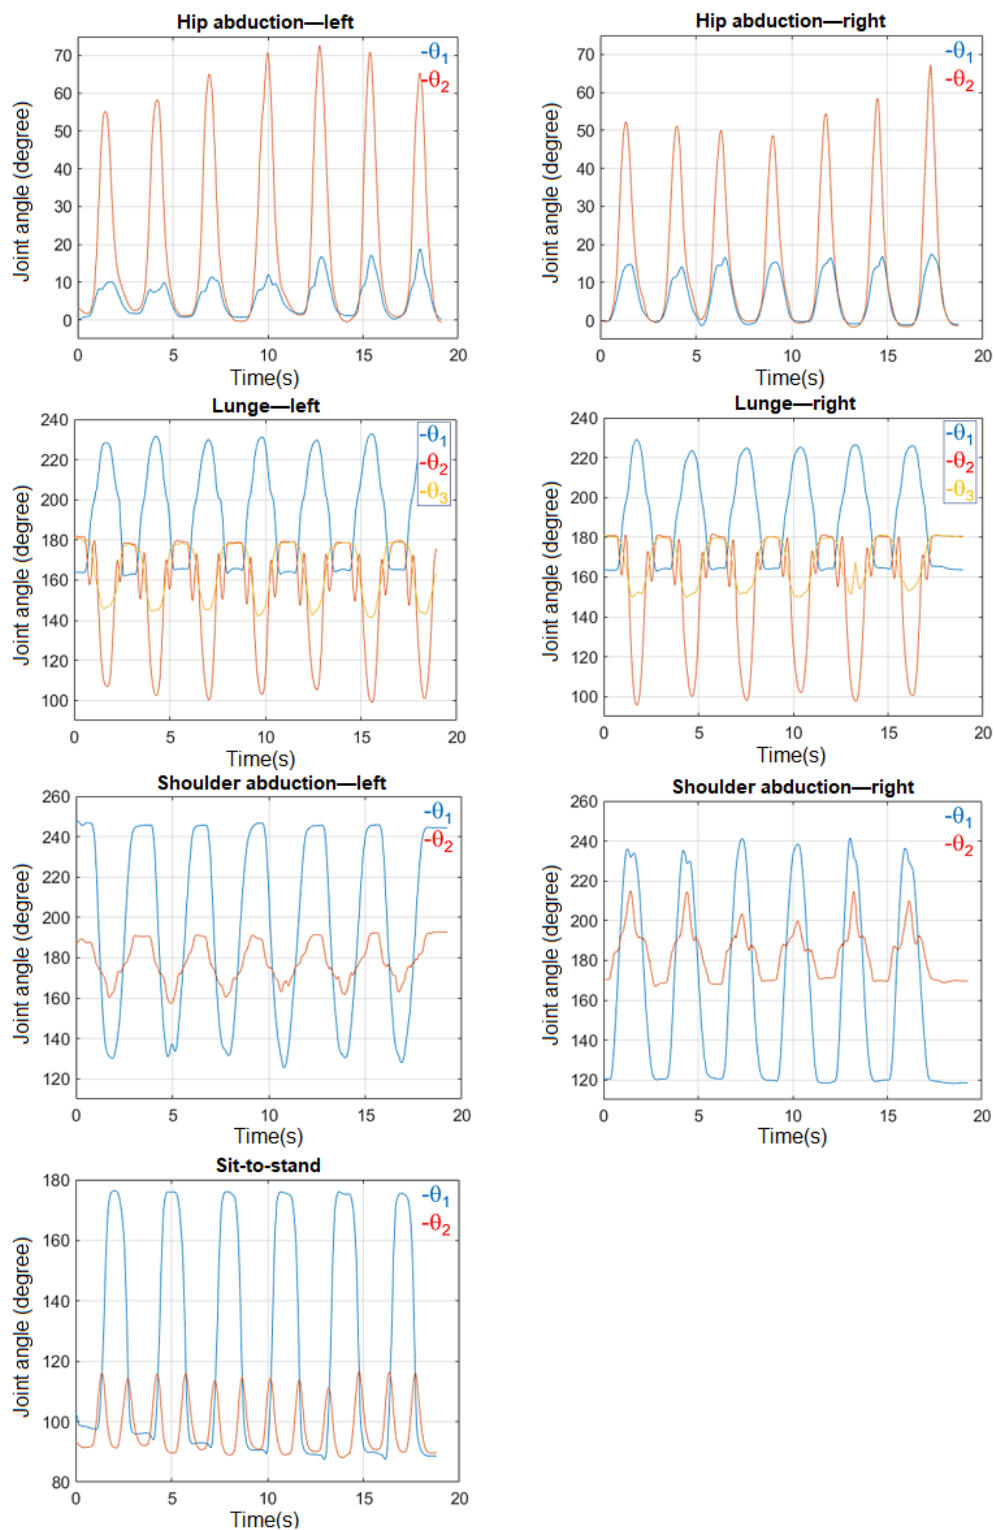 Hip abduction—left
-θ1
-θ2
Joint angle (degree)
70
60
50
40
30
20
10
0
0 5 10 15 20
Time(s)
Hip abduction—right
-θ1
-θ2
Joint angle (degree)
70
60
50
40
30
20
10
0
0 5 10 15 20
Time(s)
Lunge—left
-θ1
-θ2
-θ3
Joint angle (degree)
240
220
200
180
160
140
120
100
0 5 10 15 20
Time(s)
Lunge—right
-θ1
-θ2
-θ3
Joint angle (degree)
240
220
200
180
160
140
120
100
0 5 10 15 20
Time(s)
Shoulder abduction—left
-θ1
-θ2
Joint angle (degree)
260
240
220
200
180
160
140
120
0 5 10 15 20
Time(s)
Shoulder abduction—right
-θ1
-θ2
Joint angle (degree)
260
240
220
200
180
160
140
120
0 5 10 15 20
Time(s)
Sit-to-stand
-θ1
-θ2
Joint angle (degree)
180
160
140
120
100
80
0 5 10 15 20
Time(s)